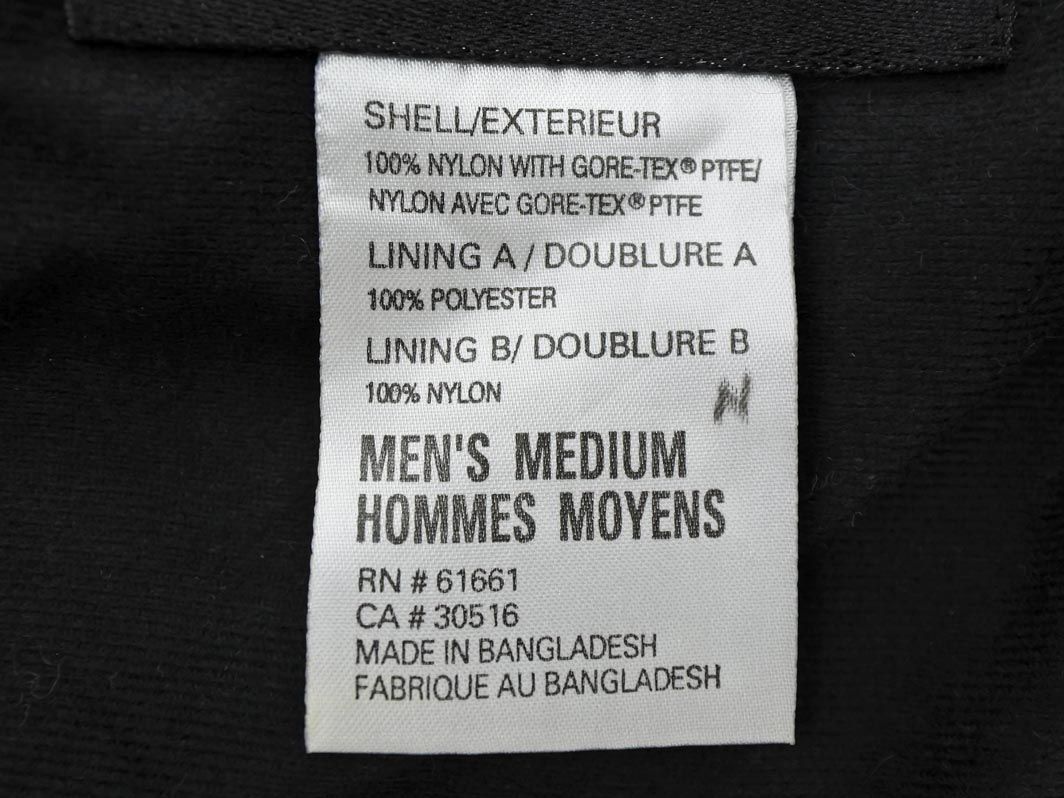 SHELL/EXTERIEUR
100% NYLON WITH GORE-TEX® PTFE/
NYLON AVEC GORE-TEX® PTFE
LINING A / DOUBLURE A
100% POLYESTER
LINING B/ DOUBLURE B
100% NYLON
MEN'S MEDIUM
HOMMES MOYENS
RN # 61661
CA # 30516
MADE IN BANGLADESH
FABRIQUE AU BANGLADESH